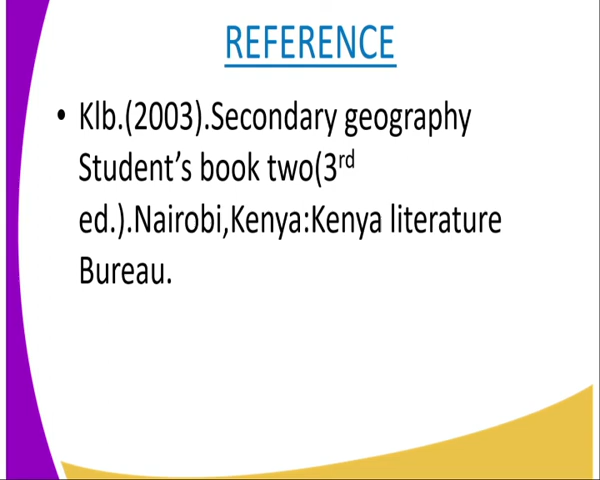 REFERENCE
• Klb.(2003).Secondary geography
Student’s book two(3rd
ed.).Nairobi,Kenya:Kenya literature
Bureau.